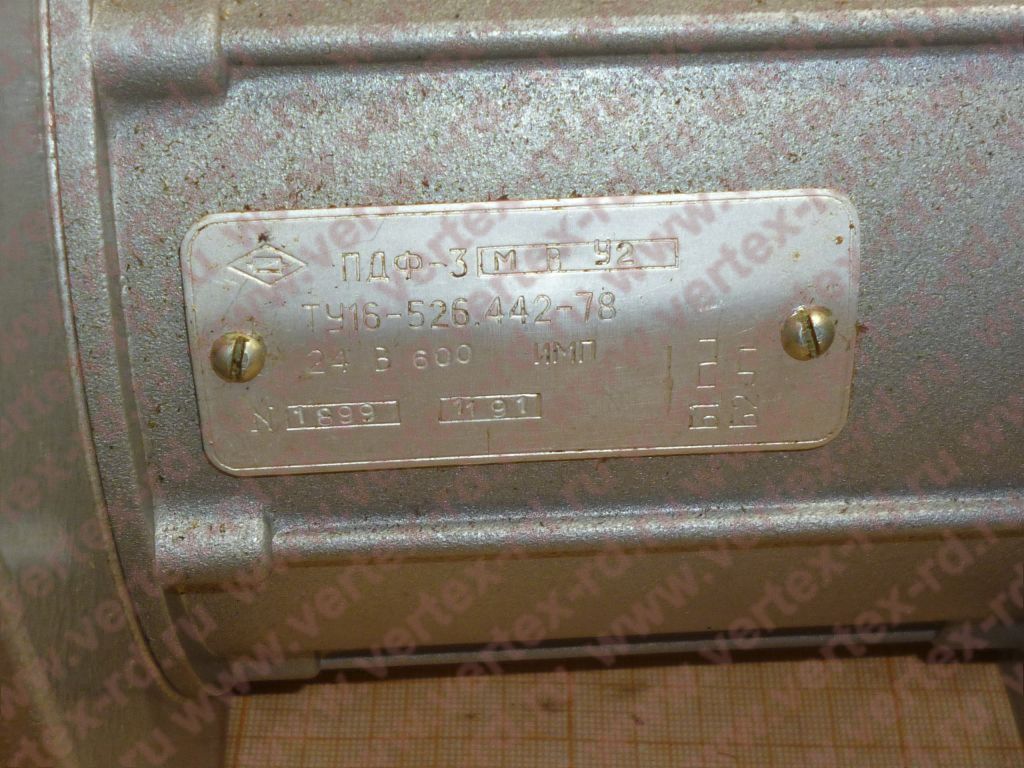 ПДФ-3 М В У2
ТУ16-526.442-78
24 В 600 ИМП
N 1899 11 91
www.vertex-rd.ru